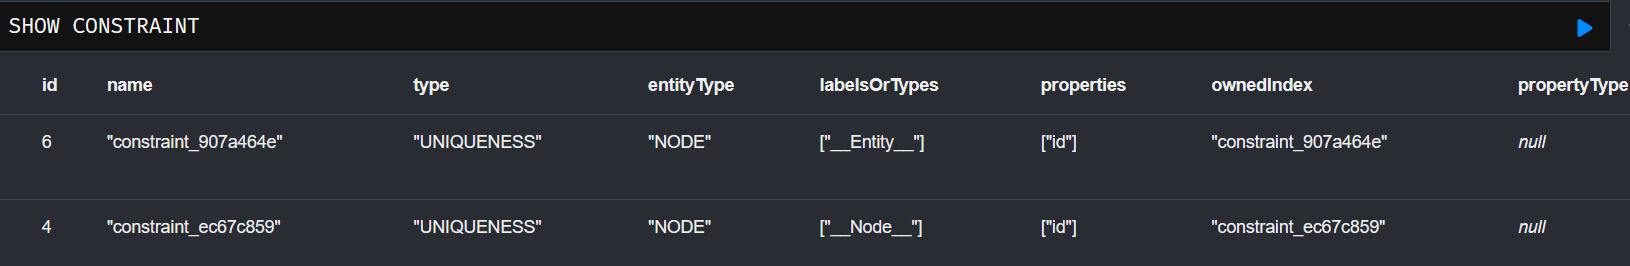 SHOW CONSTRAINT
id name type entityType labelsOrTypes properties ownedIndex propertyType
6 "constraint_907a464e" "UNIQUENESS" "NODE" ["__Entity__"] ["id"] "constraint_907a464e" null
4 "constraint_ec67c859" "UNIQUENESS" "NODE" ["__Node__"] ["id"] "constraint_ec67c859" null